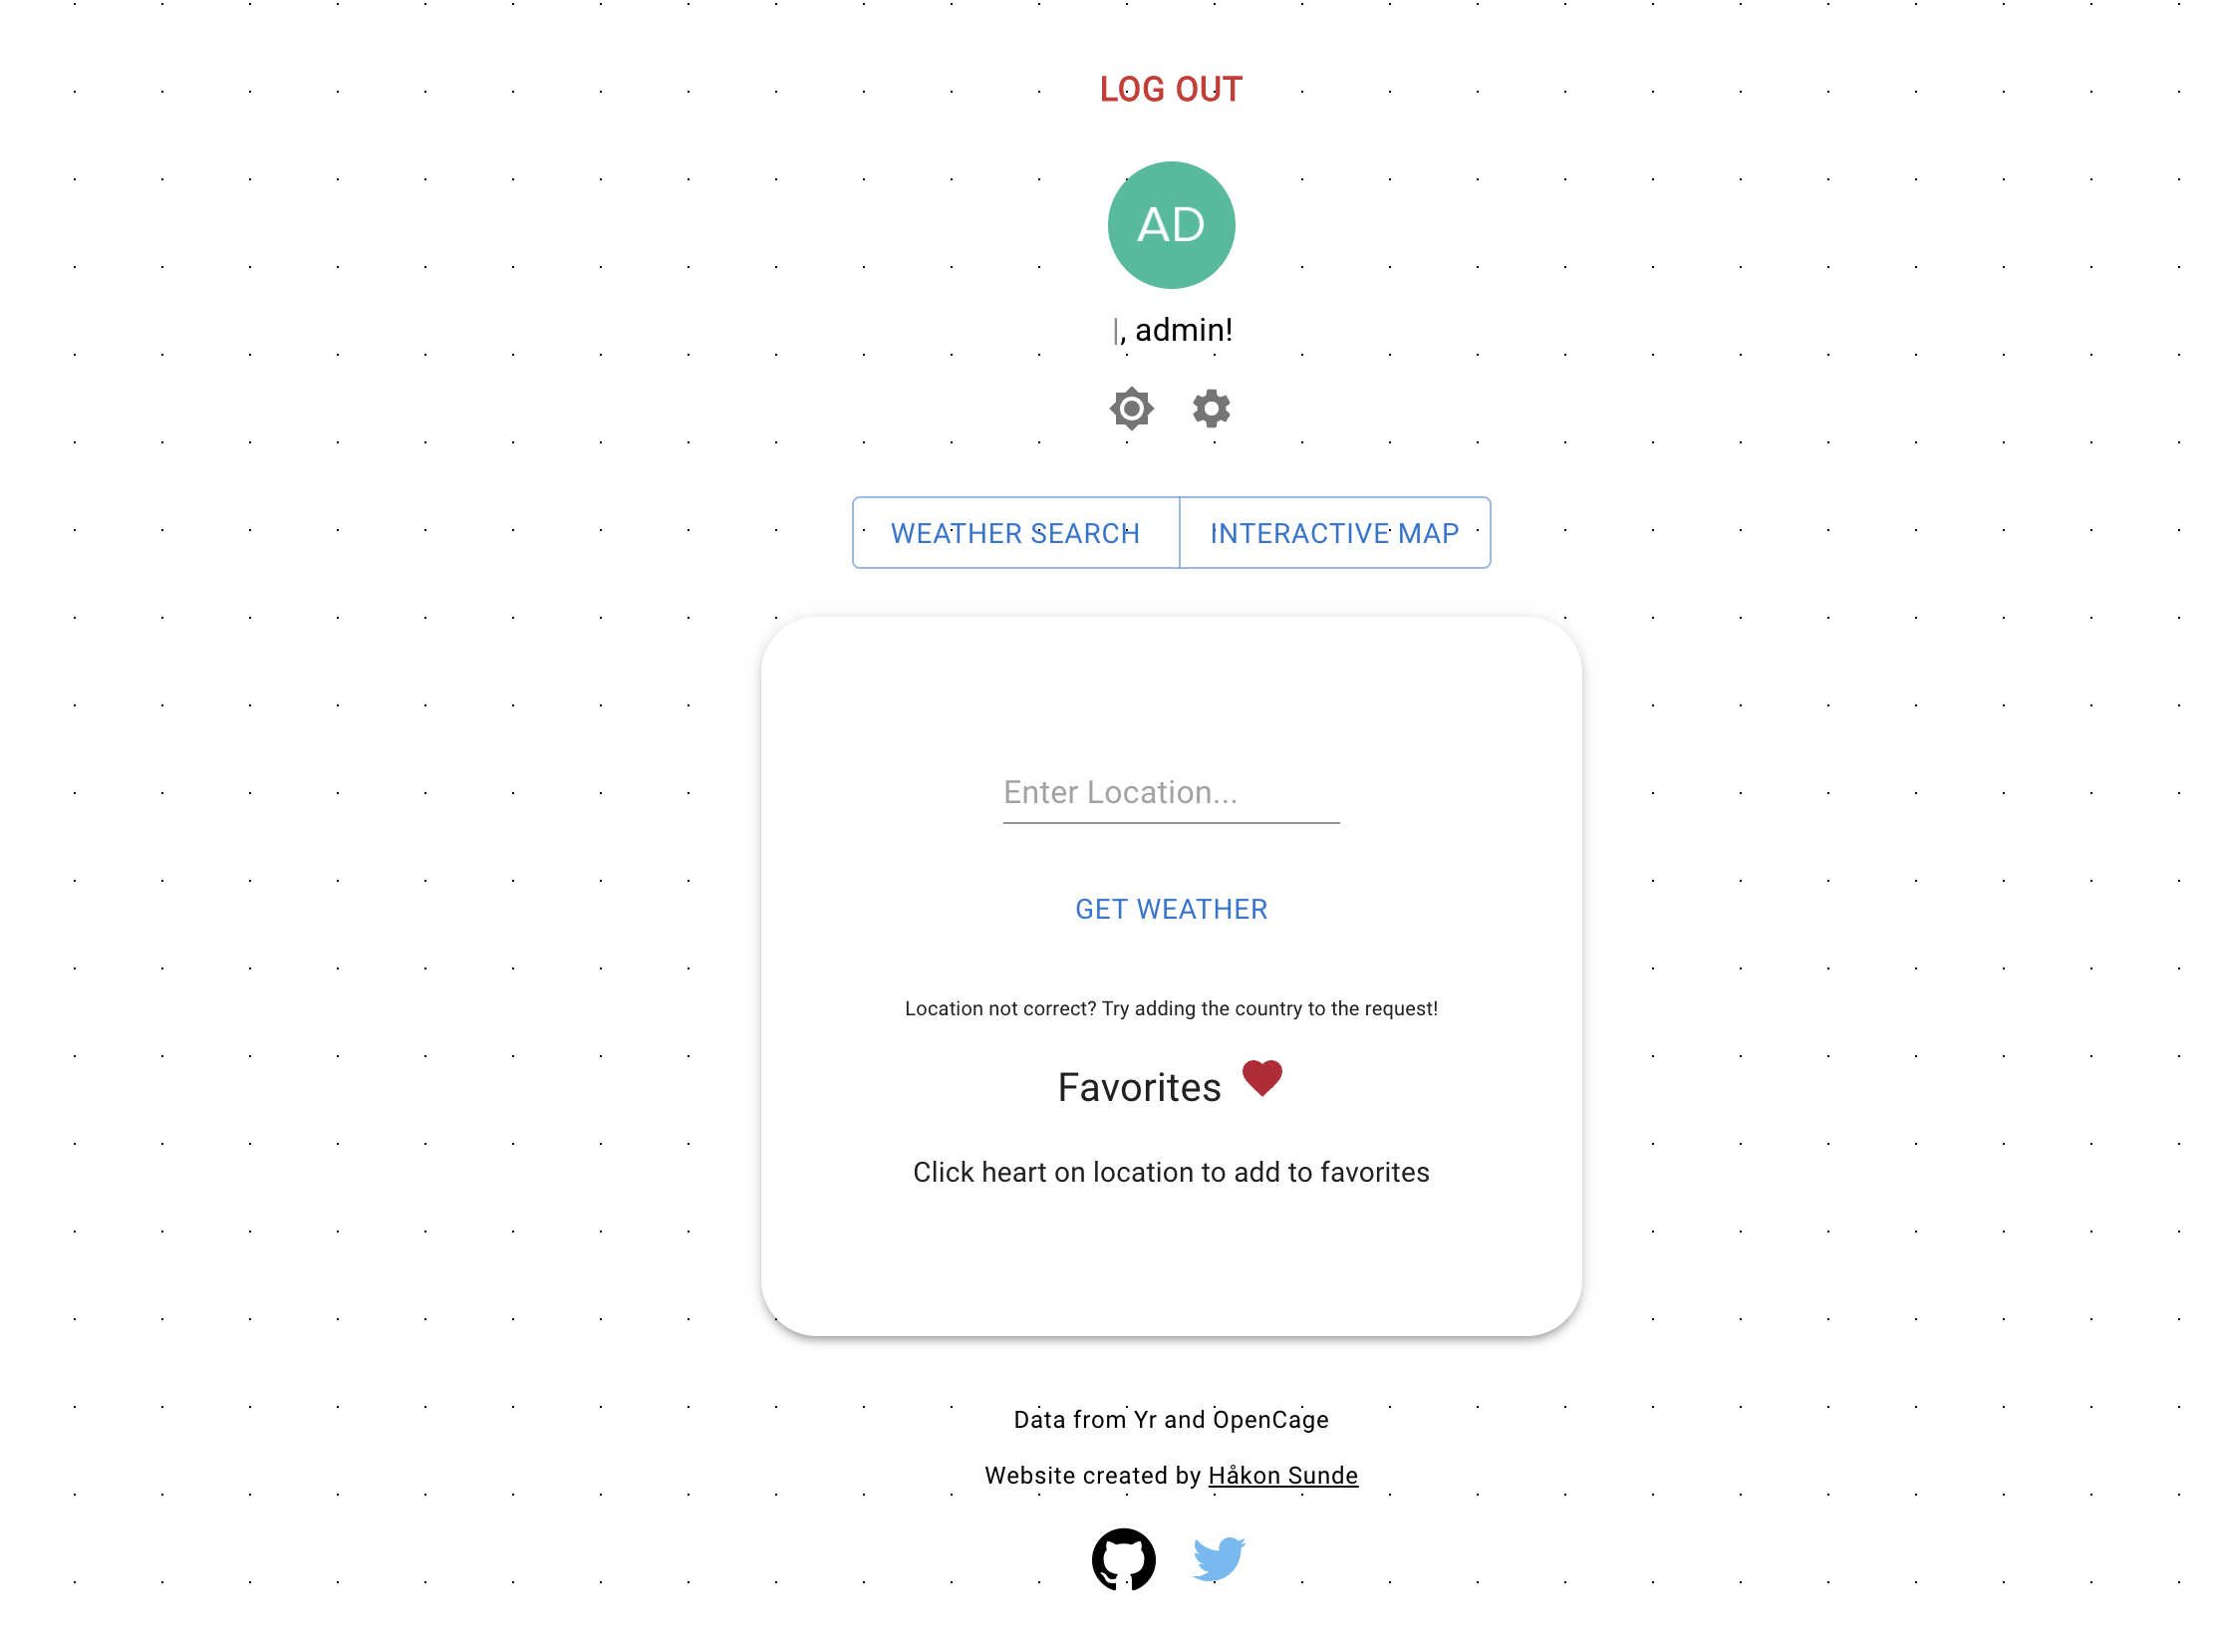 LOG OUT
AD
|, admin!
WEATHER SEARCH
INTERACTIVE MAP
Enter Location...
GET WEATHER
Location not correct? Try adding the country to the request!
Favorites
Click heart on location to add to favorites
Data from Yr and OpenCage
Website created by Håkon Sunde